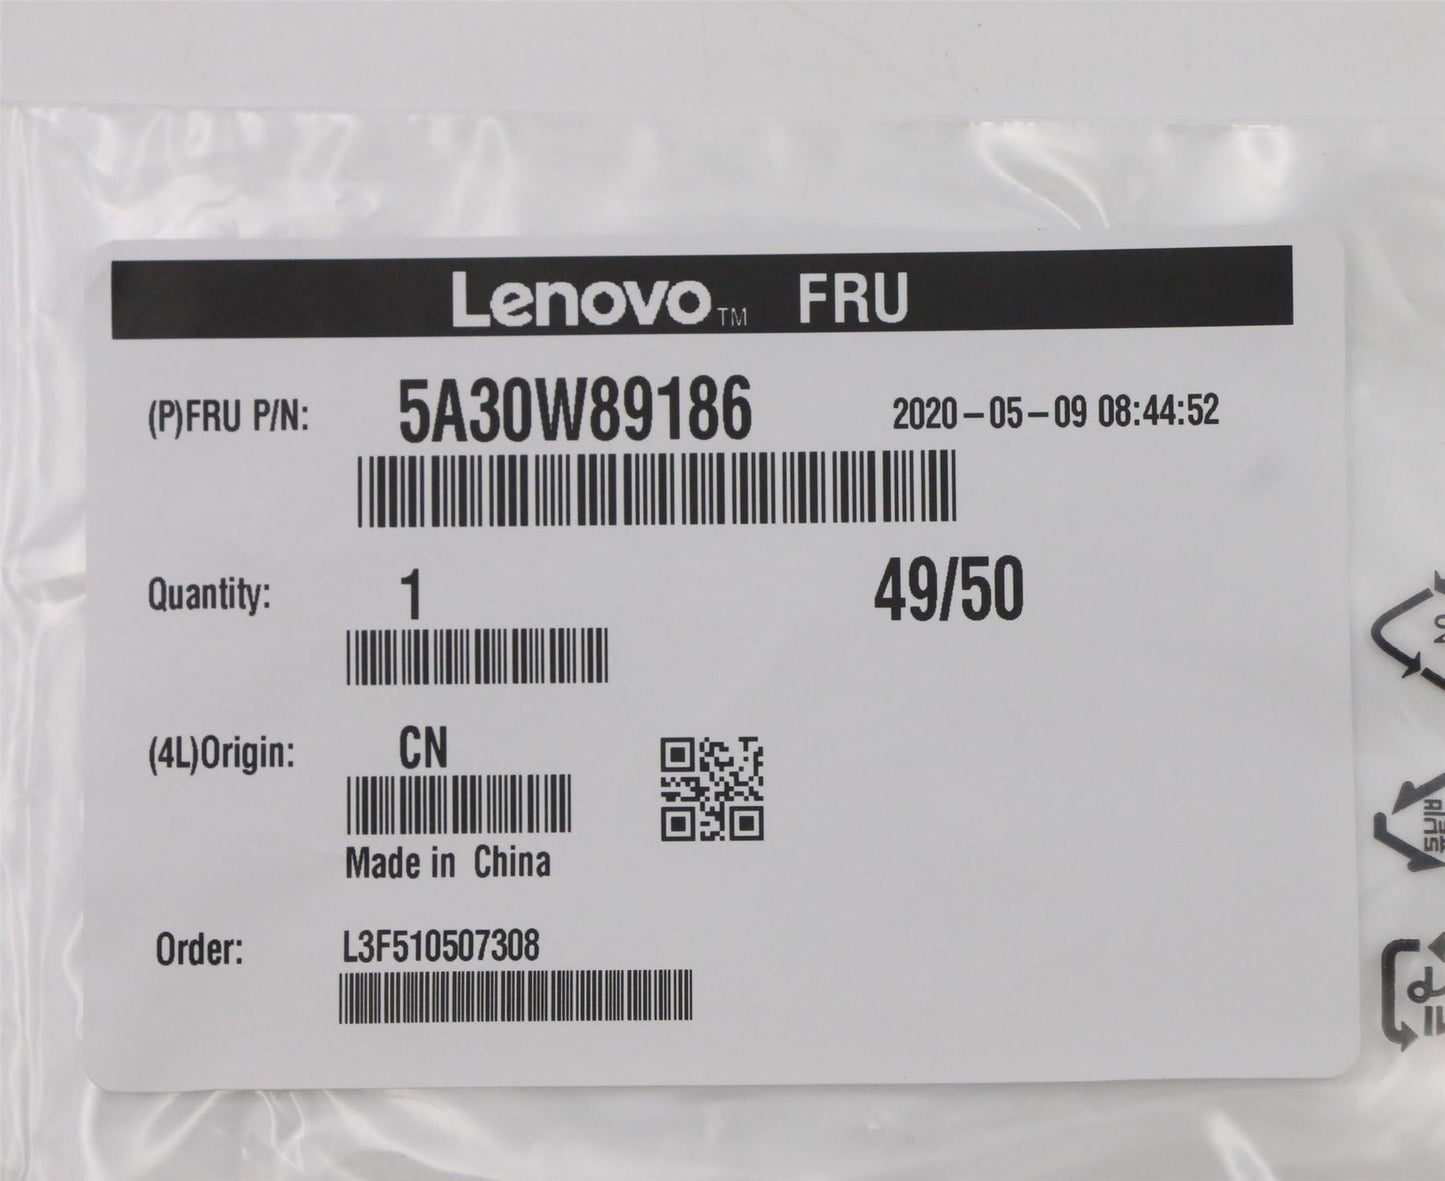 Lenovo™ FRU
(P)FRU P/N: 5A30W89186 2020-05-09 08:44:52
Quantity: 1 49/50
(4L)Origin: CN
Made in China
Order: L3F510507308